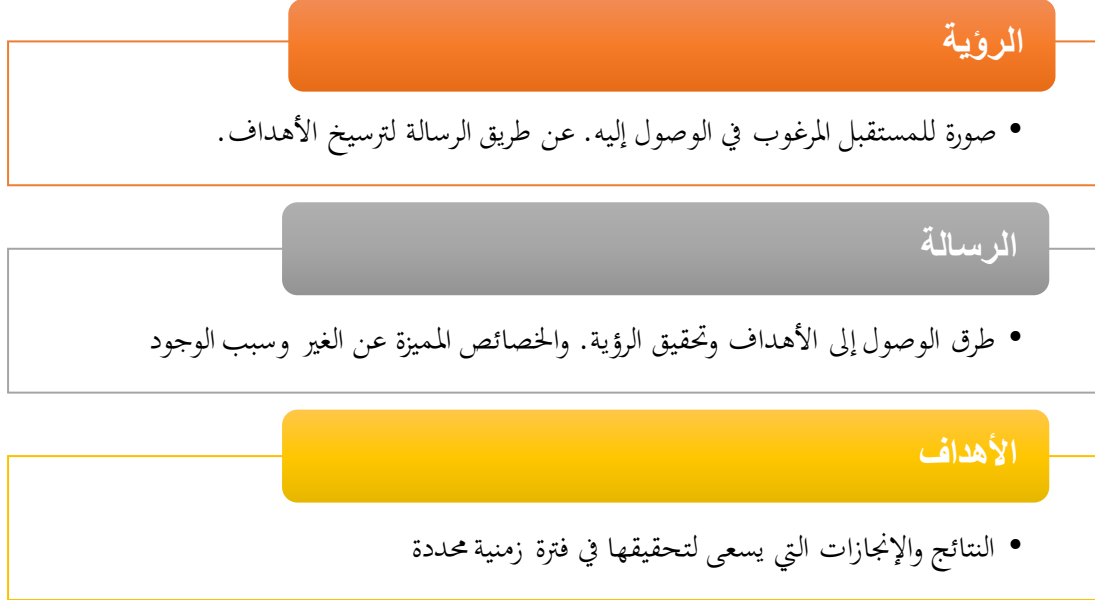 الرؤية
• صورة للمستقبل المرغوب في الوصول إليه. عن طريق الرسالة لترسيخ الأهداف.
الرسالة
• طرق الوصول إلى الأهداف وتحقيق الرؤية. والخصائص المميزة عن الغير وسبب الوجود
الأهداف
• النتائج والإنجازات التي يسعى لتحقيقها في فترة زمنية محددة